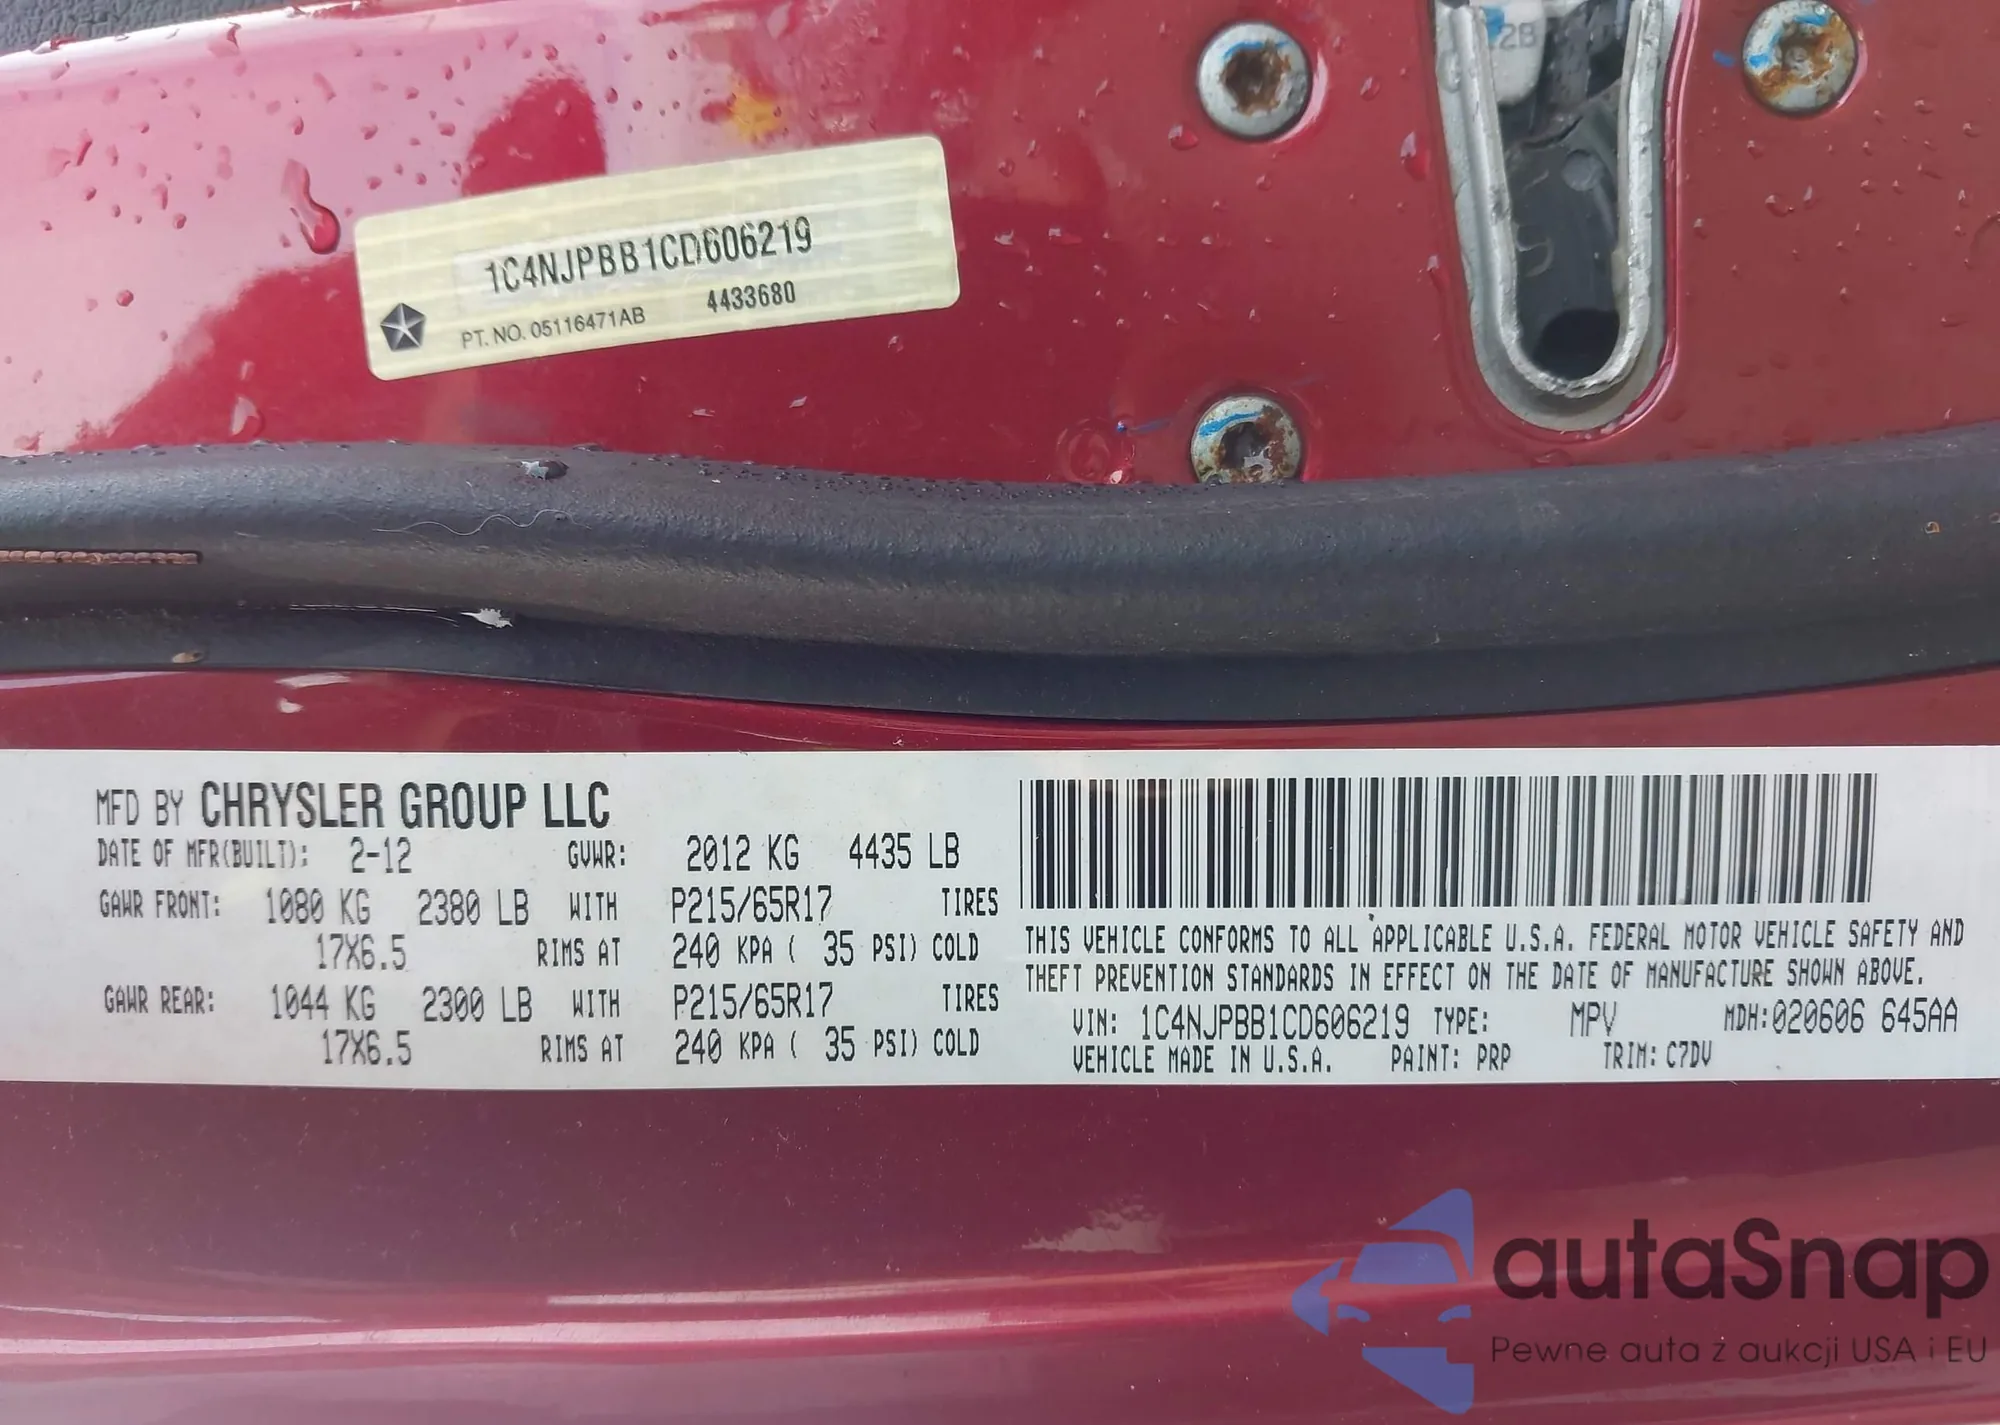 2B
1C4NJPBB1CD606219
PT. NO. 05116471AB 4433680
MFD BY CHRYSLER GROUP LLC
DATE OF MFR(BUILT): 2-12 GVWR: 2012 KG 4435 LB
GAWR FRONT: 1080 KG 2380 LB WITH P215/65R17 TIRES
17X6.5 RIMS AT 240 KPA ( 35 PSI) COLD
GAWR REAR: 1044 KG 2300 LB WITH P215/65R17 TIRES
17X6.5 RIMS AT 240 KPA ( 35 PSI) COLD
THIS VEHICLE CONFORMS TO ALL APPLICABLE U.S.A. FEDERAL MOTOR VEHICLE SAFETY AND
THEFT PREVENTION STANDARDS IN EFFECT ON THE DATE OF MANUFACTURE SHOWN ABOVE.
VIN: 1C4NJPBB1CD606219 TYPE: MPV MDH:020606 645AA
VEHICLE MADE IN U.S.A. PAINT: PRP TRIM: C7DV
autaSnap
Pewne auta z aukcji USA i EU